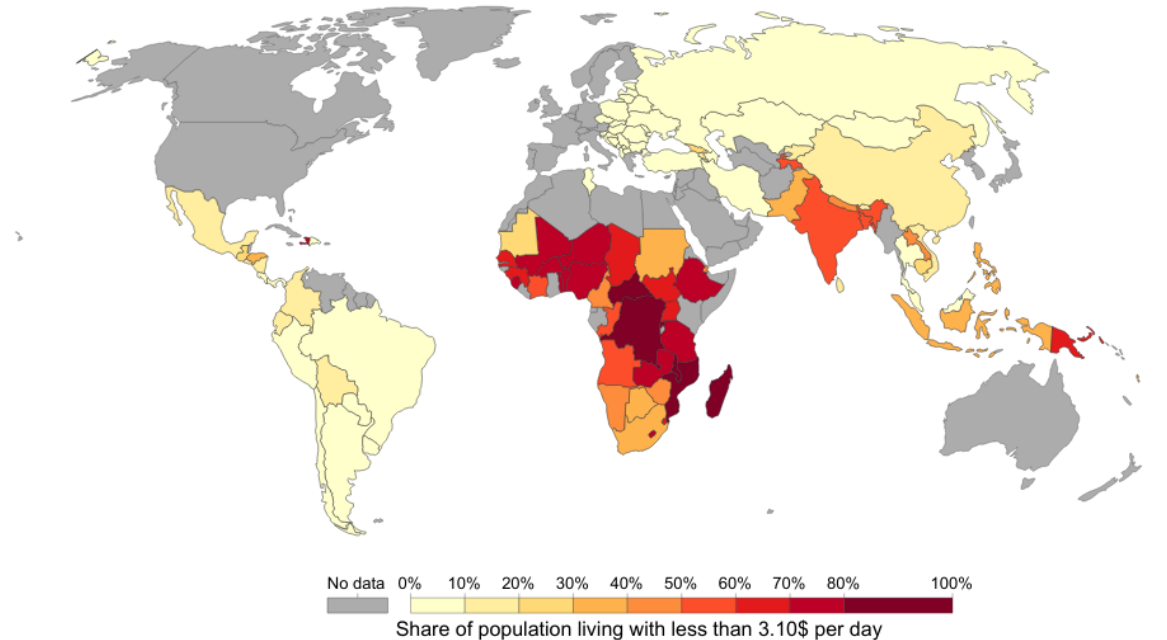 No data 0% 10% 20% 30% 40% 50% 60% 70% 80% 100%
Share of population living with less than 3.10$ per day